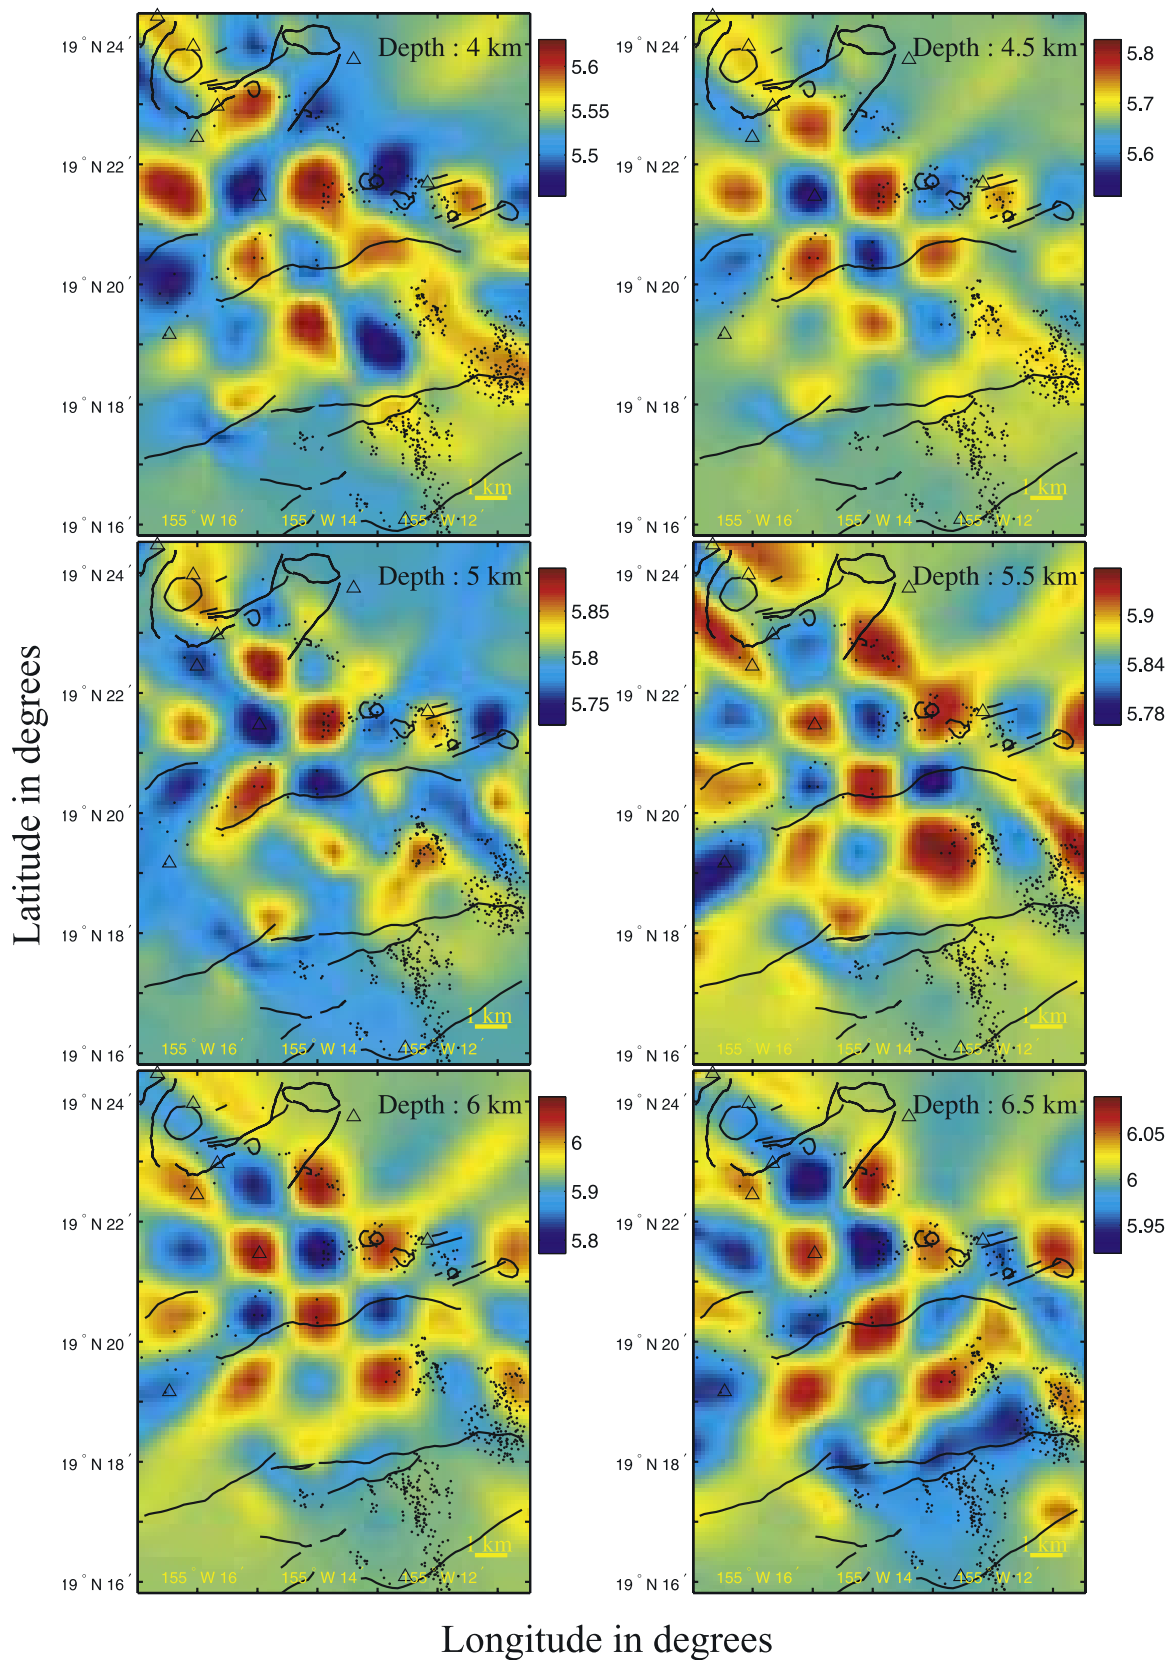 Depth : 4 km
19° N 24′
19° N 22′
19° N 20′
19° N 18′
19° N 16′
155° W 16′
155° W 14′
155° W 12′
1 km
5.6
5.55
5.5
Depth : 4.5 km
19° N 24′
19° N 22′
19° N 20′
19° N 18′
19° N 16′
155° W 16′
155° W 14′
155° W 12′
1 km
5.8
5.7
5.6
Depth : 5 km
19° N 24′
19° N 22′
19° N 20′
19° N 18′
19° N 16′
155° W 16′
155° W 14′
155° W 12′
1 km
5.85
5.8
5.75
Depth : 5.5 km
19° N 24′
19° N 22′
19° N 20′
19° N 18′
19° N 16′
155° W 16′
155° W 14′
155° W 12′
1 km
5.9
5.84
5.78
Depth : 6 km
19° N 24′
19° N 22′
19° N 20′
19° N 18′
19° N 16′
155° W 16′
155° W 14′
155° W 12′
1 km
6
5.9
5.8
Depth : 6.5 km
19° N 24′
19° N 22′
19° N 20′
19° N 18′
19° N 16′
155° W 16′
155° W 14′
155° W 12′
1 km
6.05
6
5.95
Latitude in degrees
Longitude in degrees